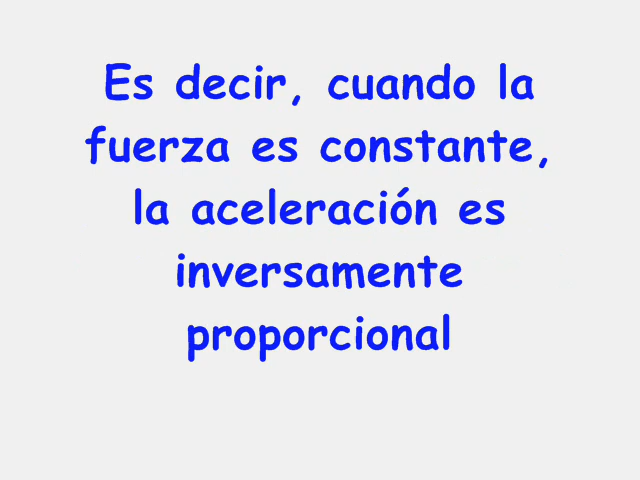 Es decir, cuando la
fuerza es constante,
la aceleración es
inversamente
proporcional